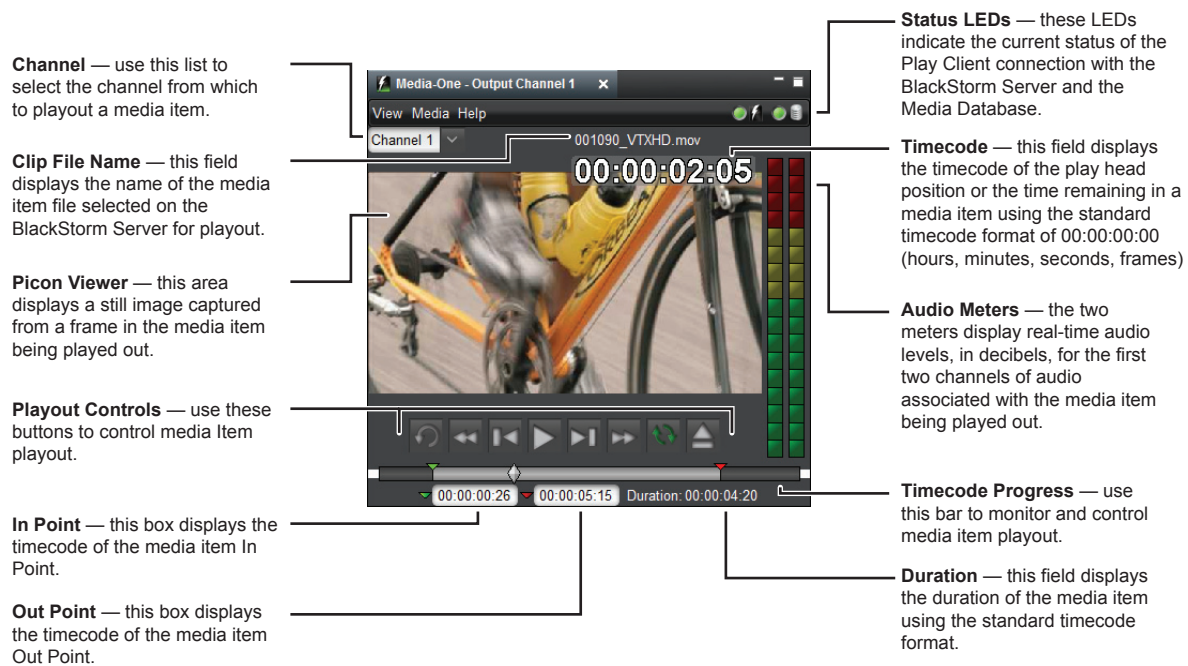 Channel — use this list to
select the channel from which
to playout a media item.
Clip File Name — this field
displays the name of the media
item file selected on the
BlackStorm Server for playout.
Picon Viewer — this area
displays a still image captured
from a frame in the media item
being played out.
Playout Controls — use these
buttons to control media Item
playout.
In Point — this box displays the
timecode of the media item In
Point.
Out Point — this box displays
the timecode of the media item
Out Point.
Media-One - Output Channel 1
View Media Help
Channel 1
001090_VTXHD.mov
00:00:02:05
00:00:00:26
00:00:05:15
Duration: 00:00:04:20
Status LEDs — these LEDs
indicate the current status of the
Play Client connection with the
BlackStorm Server and the
Media Database.
Timecode — this field displays
the timecode of the play head
position or the time remaining in a
media item using the standard
timecode format of 00:00:00:00
(hours, minutes, seconds, frames)
Audio Meters — the two
meters display real-time audio
levels, in decibels, for the first
two channels of audio
associated with the media item
being played out.
Timecode Progress — use
this bar to monitor and control
media item playout.
Duration — this field displays
the duration of the media item
using the standard timecode
format.